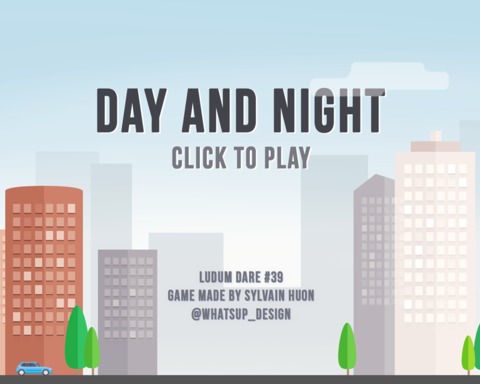 DAY AND NIGHT
CLICK TO PLAY
LUDUM DARE #39
GAME MADE BY SYLVAIN HUON
@WHATSUP_DESIGN